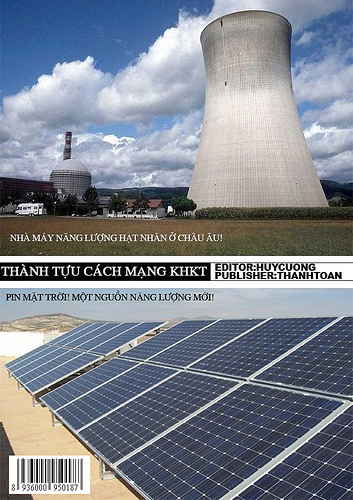 NHÀ MÁY NĂNG LƯỢNG HẠT NHÂN Ở CHÂU ÂU!
THÀNH TỰU CÁCH MẠNG KHKT
EDITOR:HUYCUONG
PUBLISHER:THANHTOAN
PIN MẶT TRỜI! MỘT NGUỒN NĂNG LƯỢNG MỚI!
8 936000 950187